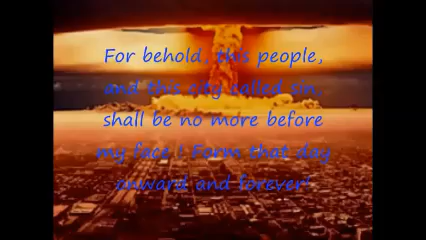 For behold, this people,
and this city called sin,
shall be no more before
my face ! Form that day
onward and forever!